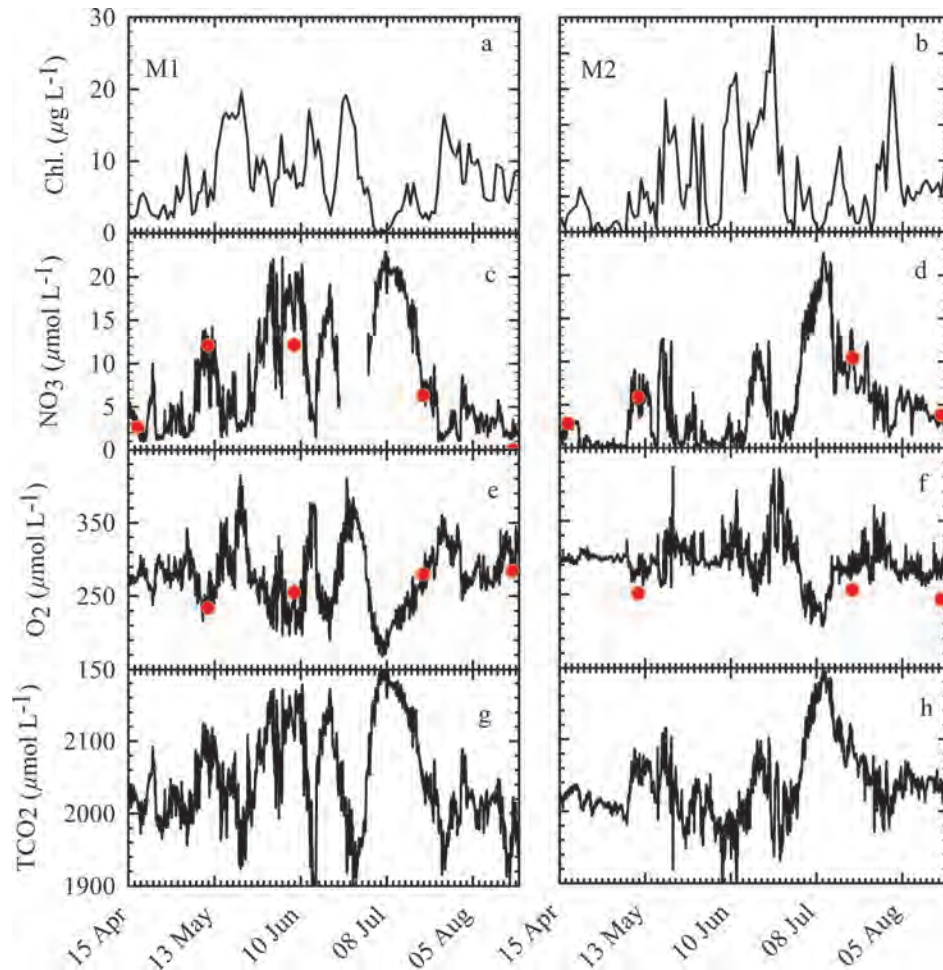 a
M1
b
M2
30
20
10
0
Chl. (µg L-1)
c
d
20
15
10
5
0
NO3 (µmol L-1)
e
f
350
250
150
O2 (µmol L-1)
g
h
2100
2000
1900
TCO2 (µmol L-1)
15 Apr
13 May
10 Jun
08 Jul
05 Aug
15 Apr
13 May
10 Jun
08 Jul
05 Aug